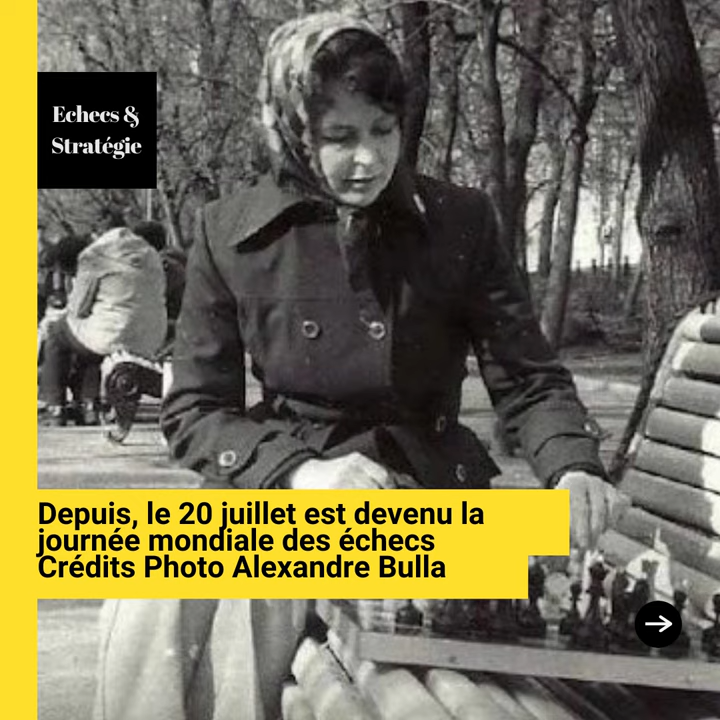 Echecs &
Stratégie
Depuis, le 20 juillet est devenu la
journée mondiale des échecs
Crédits Photo Alexandre Bulla